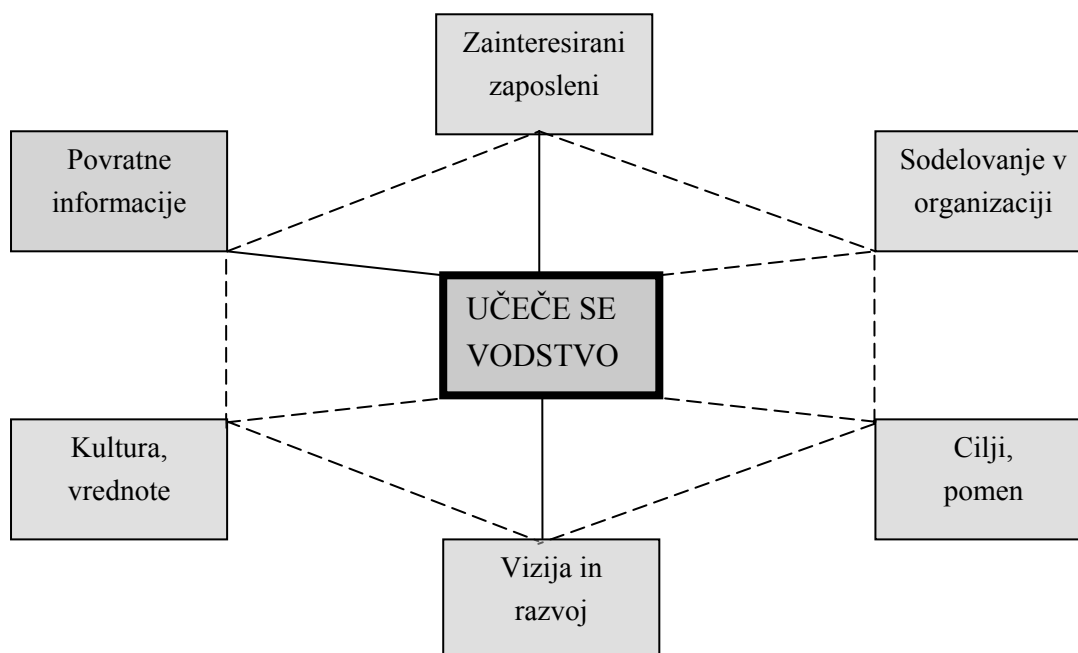 Zainteresirani
zaposleni
Povratne
informacije
Sodelovanje v
organizaciji
UČEČE SE
VODSTVO
Kultura,
vrednote
Cilji,
pomen
Vizija in
razvoj